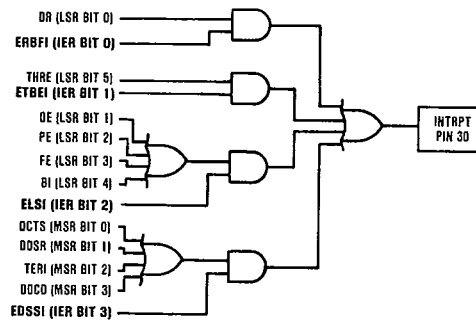 DR (LSR BIT 0)
ERBFI (IER BIT 0)
THRE (LSR BIT 5)
ETBEI (IER BIT 1)
OE (LSR BIT 1)
PE (LSR BIT 2)
FE (LSR BIT 3)
BI (LSR BIT 4)
ELSI (IER BIT 2)
DCTS (MSR BIT 0)
DDSR (MSR BIT 1)
TERI (MSR BIT 2)
DDCD (MSR BIT 3)
EDSSI (IER BIT 3)
INTRPT
PIN 30